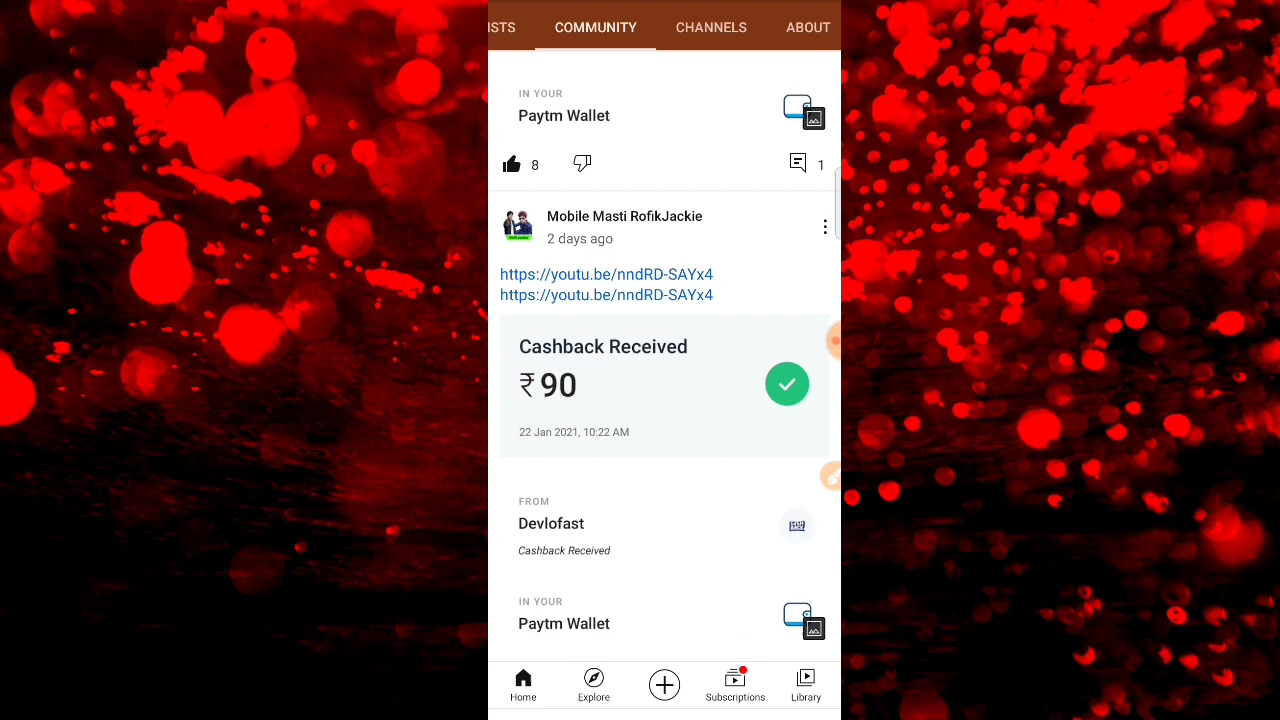 ISTS COMMUNITY CHANNELS ABOUT
IN YOUR
Paytm Wallet
8 1
Mobile Masti RofikJackie
2 days ago
https://youtu.be/nndRD-SAYx4
https://youtu.be/nndRD-SAYx4
Cashback Received
₹90
22 Jan 2021, 10:22 AM
FROM
Devlofast
Cashback Received
IN YOUR
Paytm Wallet
Home Explore Subscriptions Library